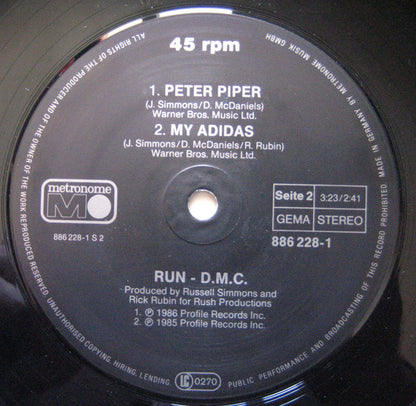 45 rpm
1. PETER PIPER
(J. Simmons/D. McDaniels)
Warner Bros. Music Ltd.
2. MY ADIDAS
(J. Simmons/D. McDaniels/R. Rubin)
Warner Bros. Music Ltd.
metronome
M
886 228-1 S 2
Seite 2 3:23/2:41
GEMA STEREO
886 228-1
RUN - D.M.C.
Produced by Russell Simmons and
Rick Rubin for Rush Productions
1. ℗ 1986 Profile Records Inc.
2. ℗ 1985 Profile Records Inc.
ALL RIGHTS OF THE PRODUCER AND OF THE OWNER OF THE WORK REPRODUCED RESERVED. UNAUTHORISED COPYING, HIRING, LENDING, LC 0270 PUBLIC PERFORMANCE AND BROADCASTING OF THIS RECORD PROHIBITED. MADE IN GERMANY BY METRONOME MUSIK GMBH